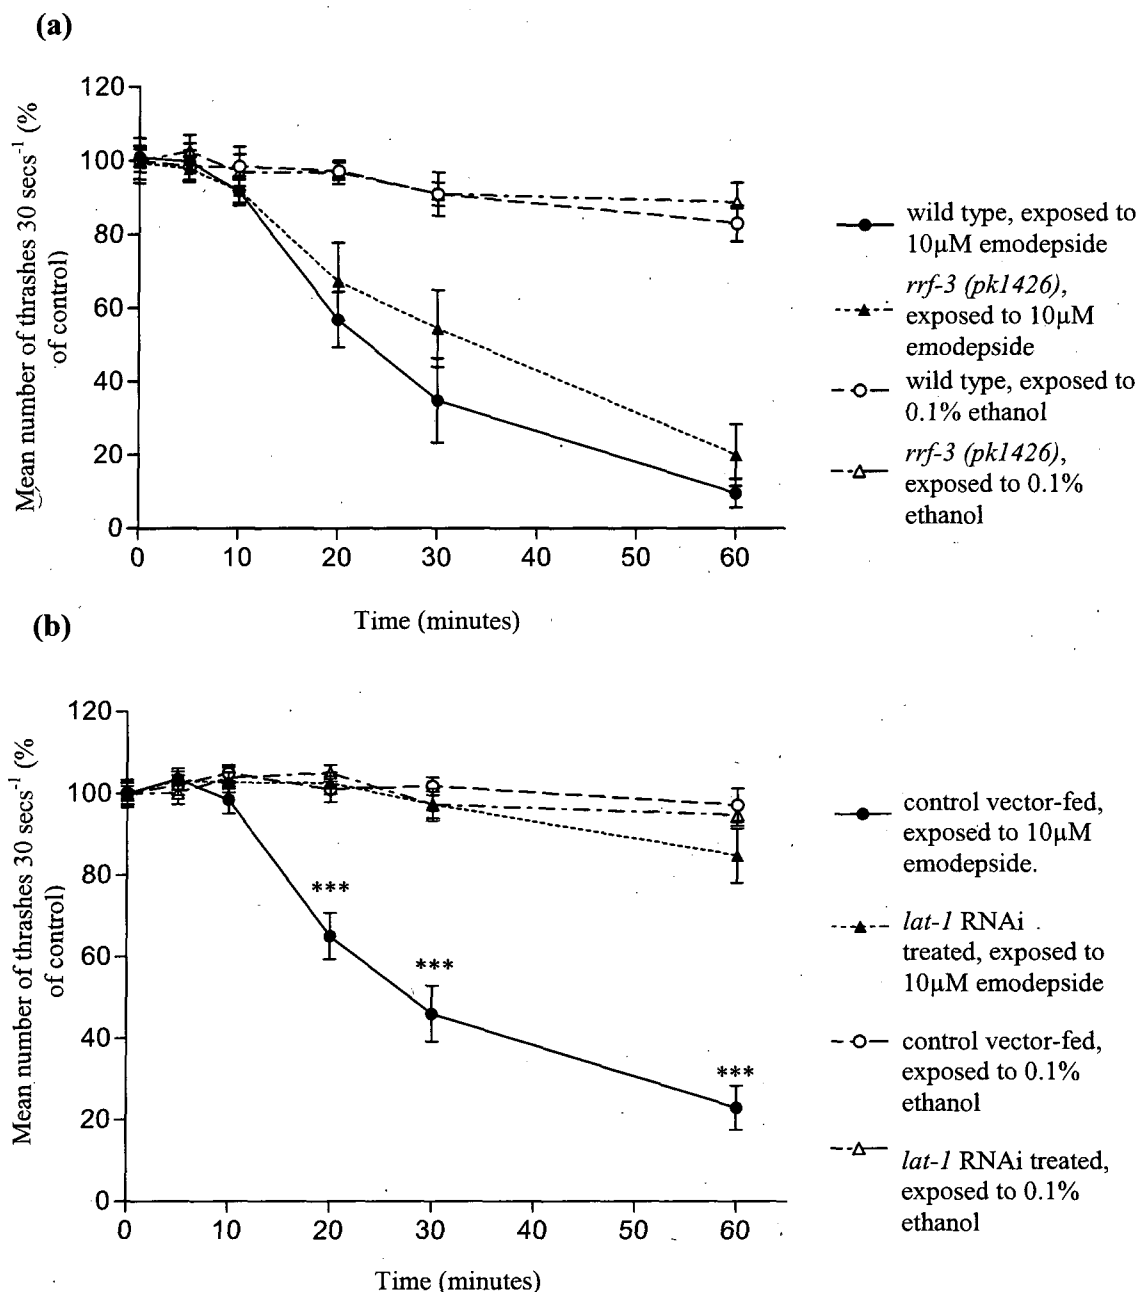 (a)
Mean number of thrashes 30 secs⁻¹ (%
of control)
120
100
80
60
40
20
0
0 10 20 30 40 50 60
Time (minutes)
wild type, exposed to
10µM emodepside
rrf-3 (pk1426),
exposed to 10µM
emodepside
wild type, exposed to
0.1% ethanol
rrf-3 (pk1426),
exposed to 0.1%
ethanol
(b)
Mean number of thrashes 30 secs⁻¹ (%
of control)
120
100
80
60
40
20
0
***
***
***
0 10 20 30 40 50 60
Time (minutes)
control vector-fed,
exposed to 10µM
emodepside.
lat-1 RNAi
treated, exposed to
10µM emodepside
control vector-fed,
exposed to 0.1%
ethanol
lat-1 RNAi treated,
exposed to 0.1%
ethanol